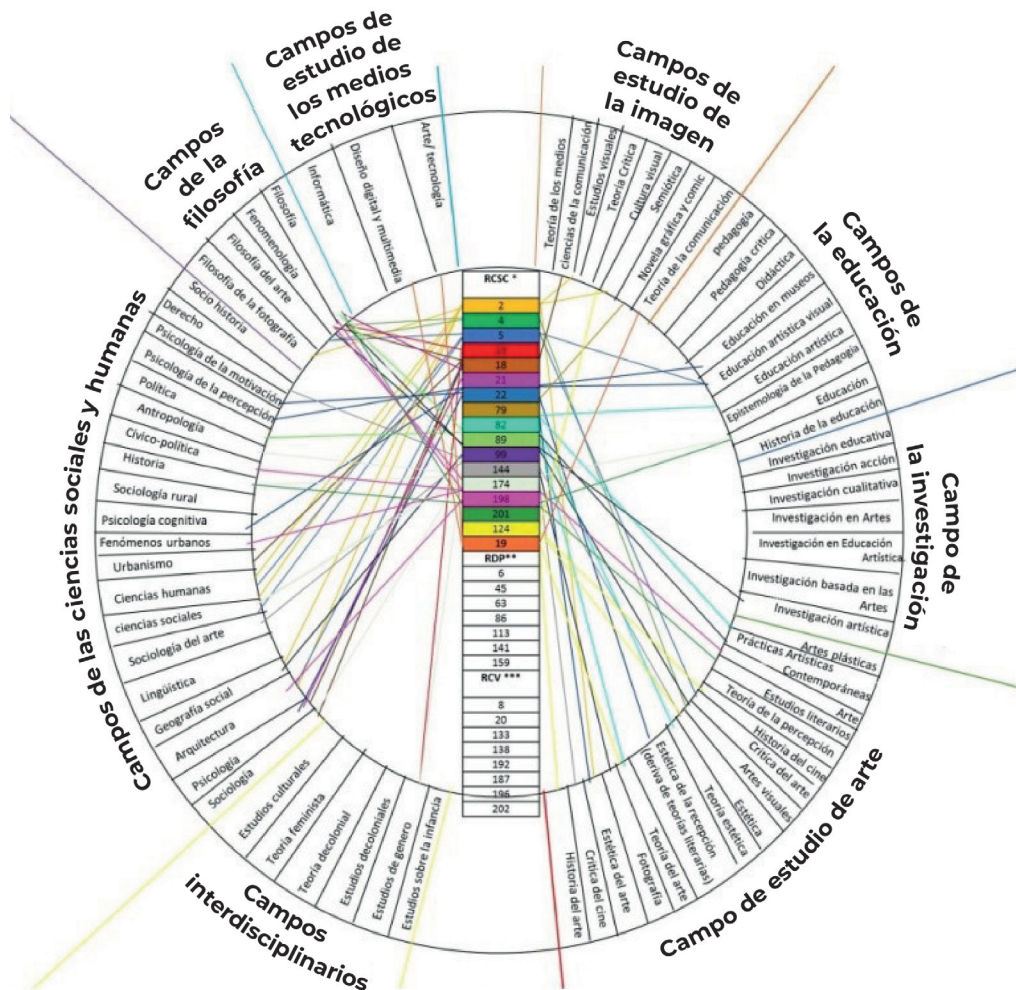 Campos de
estudio de
los medios
tecnológicos
Campos de
estudio de
la imagen
Campos
de la
filosofía
Campos de
la educación
Campo de
la investigación
Campo de estudio de arte
Campos
interdisciplinarios
Campos de las ciencias sociales y humanas
Informática
Diseño digital y multimedia
Arte/ tecnología
Teoría de los medios
ciencias de la comunicación
Estudios visuales
Teoría Crítica
Cultura visual
Semiótica
Novela gráfica y comic
Teoría de la comunicación
pedagogía
Pedagogía crítica
Didáctica
Educación en museos
Educación artística visual
Educación artística
Epistemología de la Pedagogía
Educación
Historia de la educación
Investigación educativa
Investigación acción
Investigación cualitativa
Investigación en Artes
Investigación en Educación
Artística
Investigación basada en las
Artes
Investigación artística
Artes plásticas
Prácticas Artísticas
Contemporáneas
Arte
Estudios literarios
Teoría de la percepción
Historia del cine
Critica del arte
Artes visuales
Estética
Teoría estética
Estética de la recepción
(deriva de teorías literarias)
Teoría del arte
Fotografía
Estética del arte
Critica del cine
Historia del arte
Estudios sobre la infancia
Estudios de genero
Estudios decoloniales
Teoría decolonial
Teoría feminista
Estudios culturales
Sociología
Psicología
Arquitectura
Geografía social
Lingüística
Sociología del arte
ciencias sociales
Ciencias humanas
Urbanismo
Fenómenos urbanos
Psicología cognitiva
Sociología rural
Historia
Cívico-política
Antropología
Política
Psicología de la percepción
Psicología de la motivación
Derecho
Socio historia
Filosofía de la fotografía
Filosofía del arte
Fenomenología
Filosofía
RCSC *
2
4
5
18
21
22
79
82
89
99
144
174
198
201
124
19
RDP**
6
45
63
86
113
141
159
RCV ***
8
20
133
138
192
187
196
202